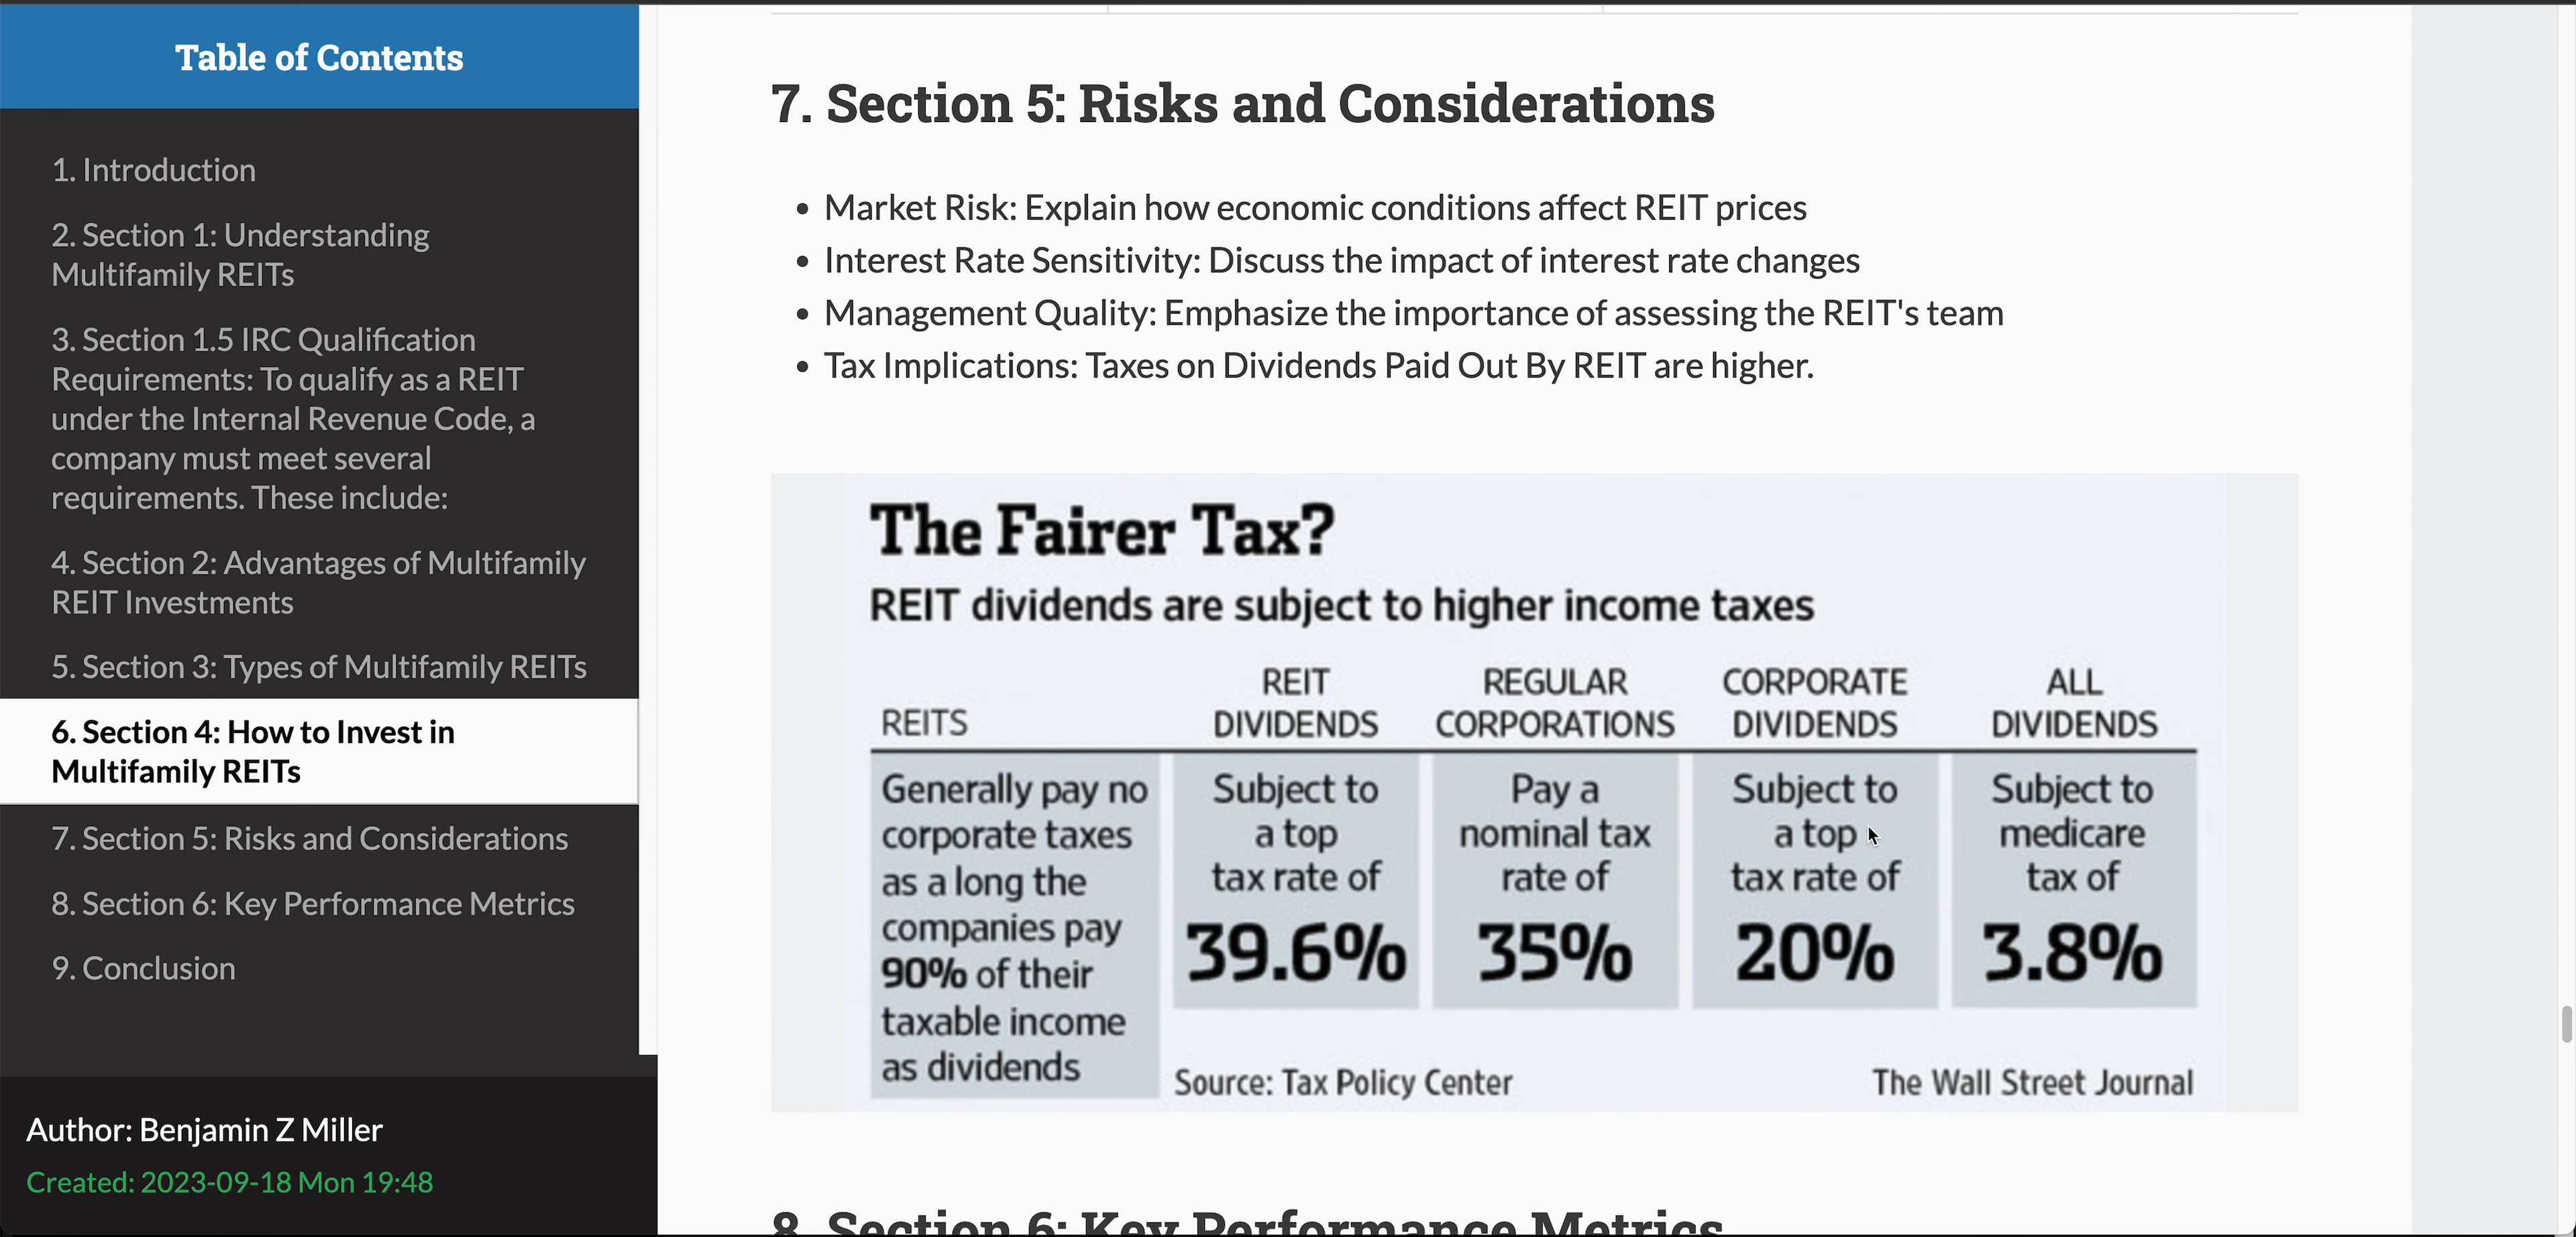 Table of Contents
1. Introduction
2. Section 1: Understanding
Multifamily REITs
3. Section 1.5 IRC Qualification
Requirements: To qualify as a REIT
under the Internal Revenue Code, a
company must meet several
requirements. These include:
4. Section 2: Advantages of Multifamily
REIT Investments
5. Section 3: Types of Multifamily REITs
6. Section 4: How to Invest in
Multifamily REITs
7. Section 5: Risks and Considerations
8. Section 6: Key Performance Metrics
9. Conclusion
Author: Benjamin Z Miller
Created: 2023-09-18 Mon 19:48
7. Section 5: Risks and Considerations
• Market Risk: Explain how economic conditions affect REIT prices
• Interest Rate Sensitivity: Discuss the impact of interest rate changes
• Management Quality: Emphasize the importance of assessing the REIT's team
• Tax Implications: Taxes on Dividends Paid Out By REIT are higher.
The Fairer Tax?
REIT dividends are subject to higher income taxes
REITS
Generally pay no
corporate taxes
as a long the
companies pay
90% of their
taxable income
as dividends
REIT
DIVIDENDS
Subject to
a top
tax rate of
39.6%
REGULAR
CORPORATIONS
Pay a
nominal tax
rate of
35%
CORPORATE
DIVIDENDS
Subject to
a top
tax rate of
20%
ALL
DIVIDENDS
Subject to
medicare
tax of
3.8%
Source: Tax Policy Center
The Wall Street Journal
8. Section 6: Key Performance Metrics